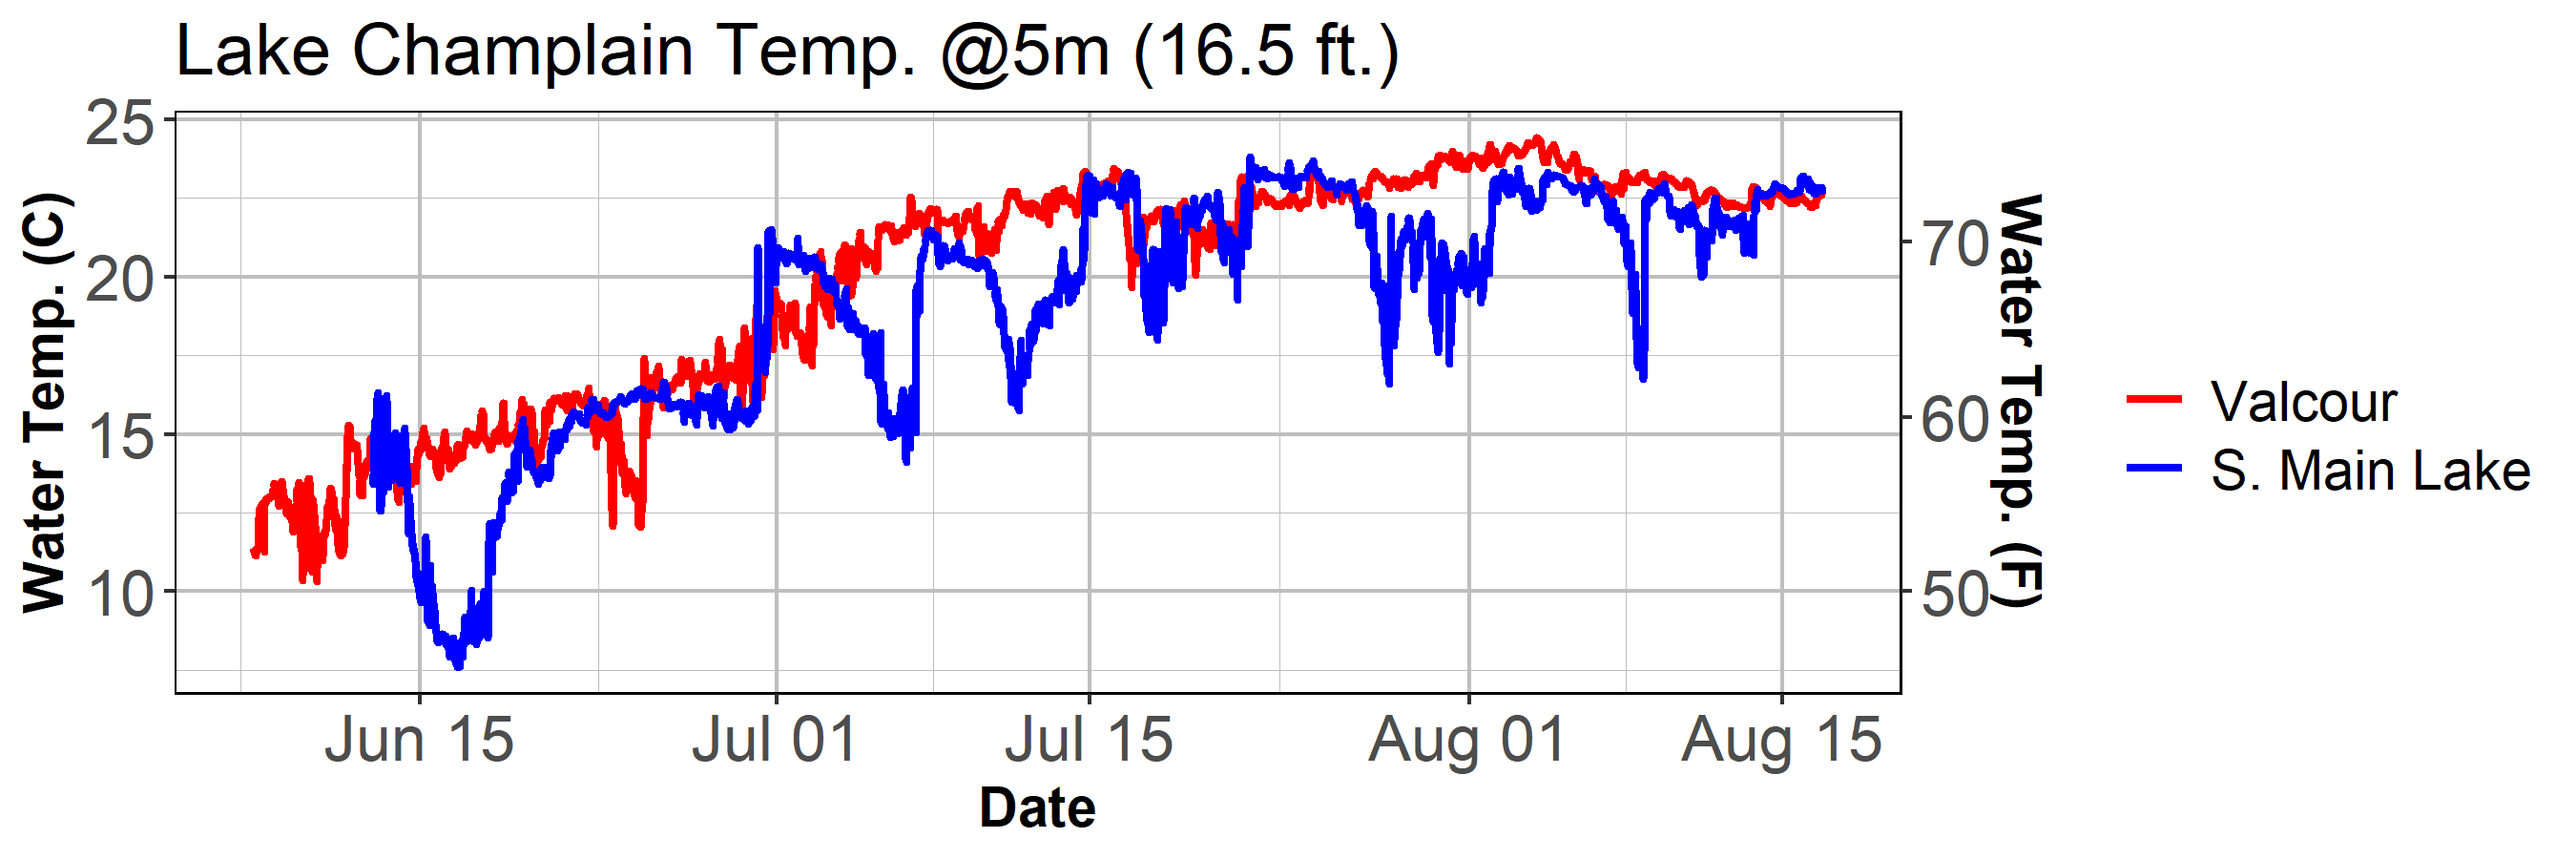 Lake Champlain Temp. @5m (16.5 ft.)
Water Temp. (C)
25
20
15
10
70
60
50
Water Temp. (F)
Jun 15
Jul 01
Jul 15
Aug 01
Aug 15
Date
Valcour
S. Main Lake